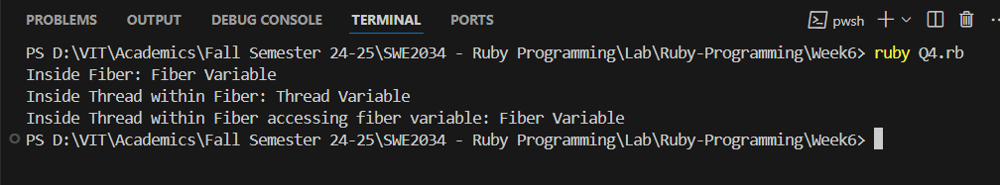 PROBLEMS OUTPUT DEBUG CONSOLE TERMINAL PORTS pwsh
PS D:\VIT\Academics\Fall Semester 24-25\SWE2034 - Ruby Programming\Lab\Ruby-Programming\Week6> ruby Q4.rb
Inside Fiber: Fiber Variable
Inside Thread within Fiber: Thread Variable
Inside Thread within Fiber accessing fiber variable: Fiber Variable
PS D:\VIT\Academics\Fall Semester 24-25\SWE2034 - Ruby Programming\Lab\Ruby-Programming\Week6>